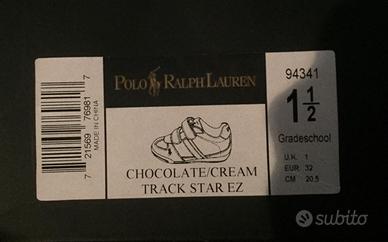 7 21569 76981 7
MADE IN CHINA
POLO RALPH LAUREN
CHOCOLATE/CREAM
TRACK STAR EZ
94341
1 1/2
Gradeschool
U.K. 1
EUR. 32
CM 20.5
subito